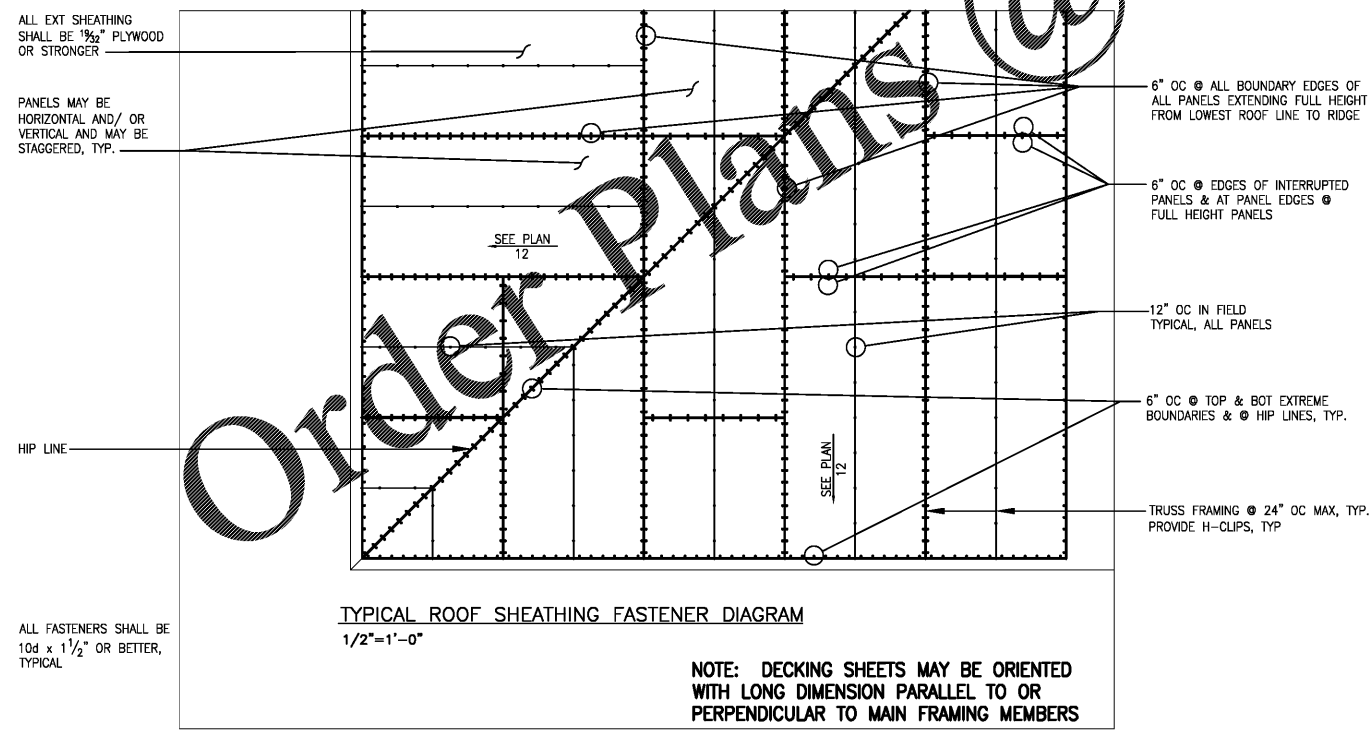 ALL EXT SHEATHING
SHALL BE 19/32" PLYWOOD
OR STRONGER
PANELS MAY BE
HORIZONTAL AND/ OR
VERTICAL AND MAY BE
STAGGERED, TYP.
HIP LINE
ALL FASTENERS SHALL BE
10d x 1 1/2" OR BETTER,
TYPICAL
SEE PLAN
12
SEE PLAN
12
6" OC @ ALL BOUNDARY EDGES OF
ALL PANELS EXTENDING FULL HEIGHT
FROM LOWEST ROOF LINE TO RIDGE
6" OC @ EDGES OF INTERRUPTED
PANELS & AT PANEL EDGES @
FULL HEIGHT PANELS
12" OC IN FIELD
TYPICAL, ALL PANELS
6" OC @ TOP & BOT EXTREME
BOUNDARIES & @ HIP LINES, TYP.
TRUSS FRAMING @ 24" OC MAX, TYP.
PROVIDE H-CLIPS, TYP
TYPICAL ROOF SHEATHING FASTENER DIAGRAM
1/2"=1'-0"
NOTE: DECKING SHEETS MAY BE ORIENTED
WITH LONG DIMENSION PARALLEL TO OR
PERPENDICULAR TO MAIN FRAMING MEMBERS
Order Plans @